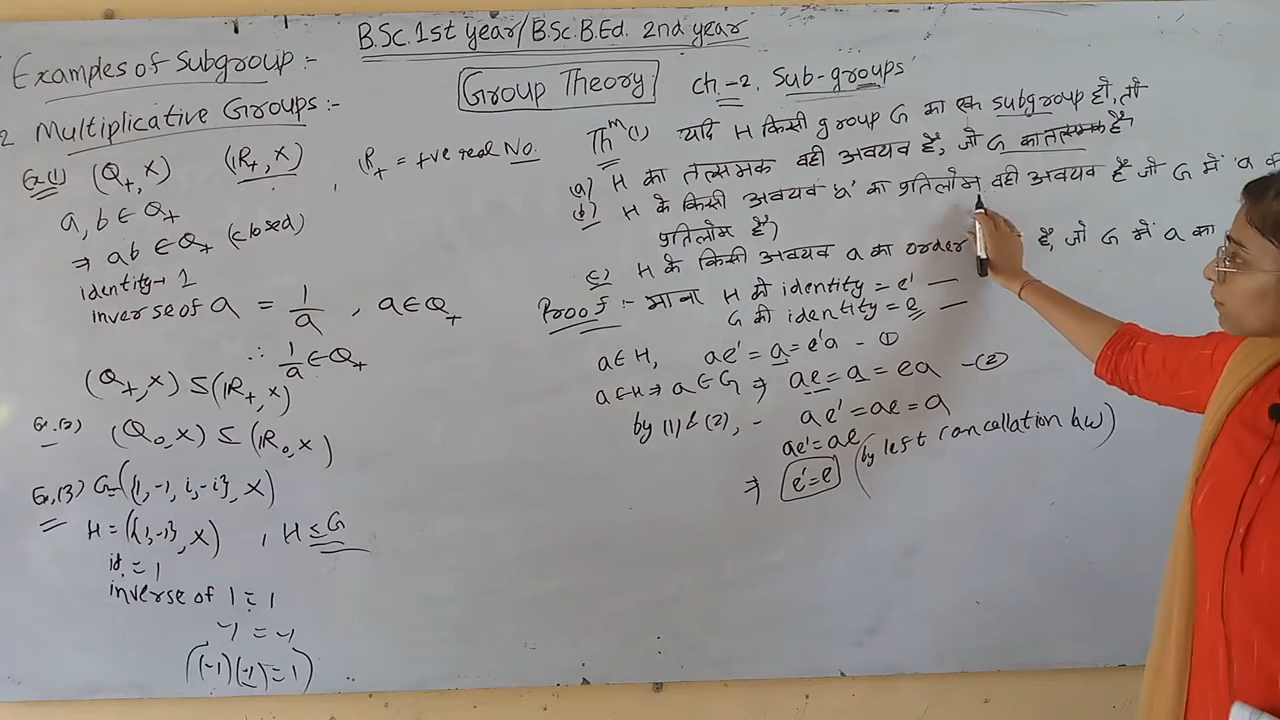 B.Sc. 1st year/B.Sc.B.Ed. 2nd year
Group Theory
Ch.-2. Sub-groups
Examples of Subgroup:-
2 Multiplicative Groups:-
Ex.(1) (Q₊, ×) (ℝ₊, ×), ℝ₊ = +ve real No.
a, b ∈ Q₊
⇒ ab ∈ Q₊ (closed)
identity → 1
inverse of a = 1/a , a ∈ Q₊
∴ 1/a ∈ Q₊
(Q₊, ×) ≤ (ℝ₊, ×)
Ex.(2) (Q₀, ×) ≤ (ℝ₀, ×)
Ex.(3) G = ({1, -1, i, -i}, ×)
H = ({1, -1}, ×) , H ≤ G
id. = 1
inverse of 1 = 1
-1 = -1
((-1)(-1) = 1)
Thᵐ (1) यदि H किसी group G का एक subgroup हो, तो
(a) H का तत्समक वही अवयव है, जो G का तत्समक है,
(b) H के किसी अवयव 'a' का प्रतिलोम वही अवयव है जो G में 'a
प्रतिलोम है,
(c) H के किसी अवयव a का order है, जो G में a का
Proof :- माना H में identity = e' —
G की identity = e —
a ∈ H, ae' = a = e'a - ①
a ∈ H ⇒ a ∈ G ⇒ ae = a = ea - ②
by (1) & (2), - ae' = ae = a
ae' = ae
⇒ e' = e (by left cancellation law)